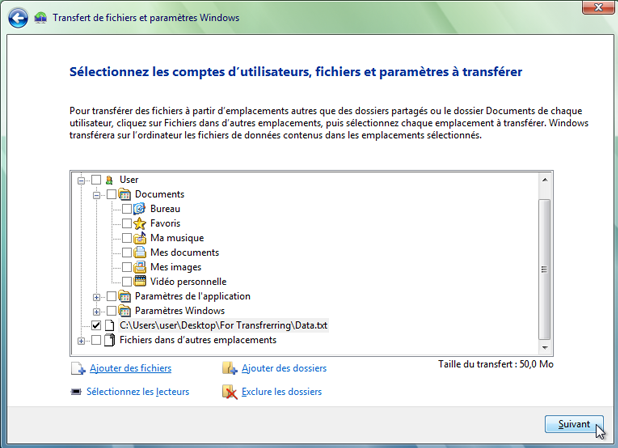 Transfert de fichiers et paramètres Windows
Sélectionnez les comptes d'utilisateurs, fichiers et paramètres à transférer
Pour transférer des fichiers à partir d'emplacements autres que des dossiers partagés ou le dossier Documents de chaque
utilisateur, cliquez sur Fichiers dans d'autres emplacements, puis sélectionnez chaque emplacement à transférer. Windows
transférera sur l'ordinateur les fichiers de données contenus dans les emplacements sélectionnés.
User
Documents
Bureau
Favoris
Ma musique
Mes documents
Mes images
Vidéo personnelle
Paramètres de l'application
Paramètres Windows
C:\Users\user\Desktop\For Transferring\Data.txt
Fichiers dans d'autres emplacements
Ajouter des fichiers
Ajouter des dossiers
Taille du transfert : 50,0 Mo
Sélectionnez les lecteurs
Exclure les dossiers
Suivant